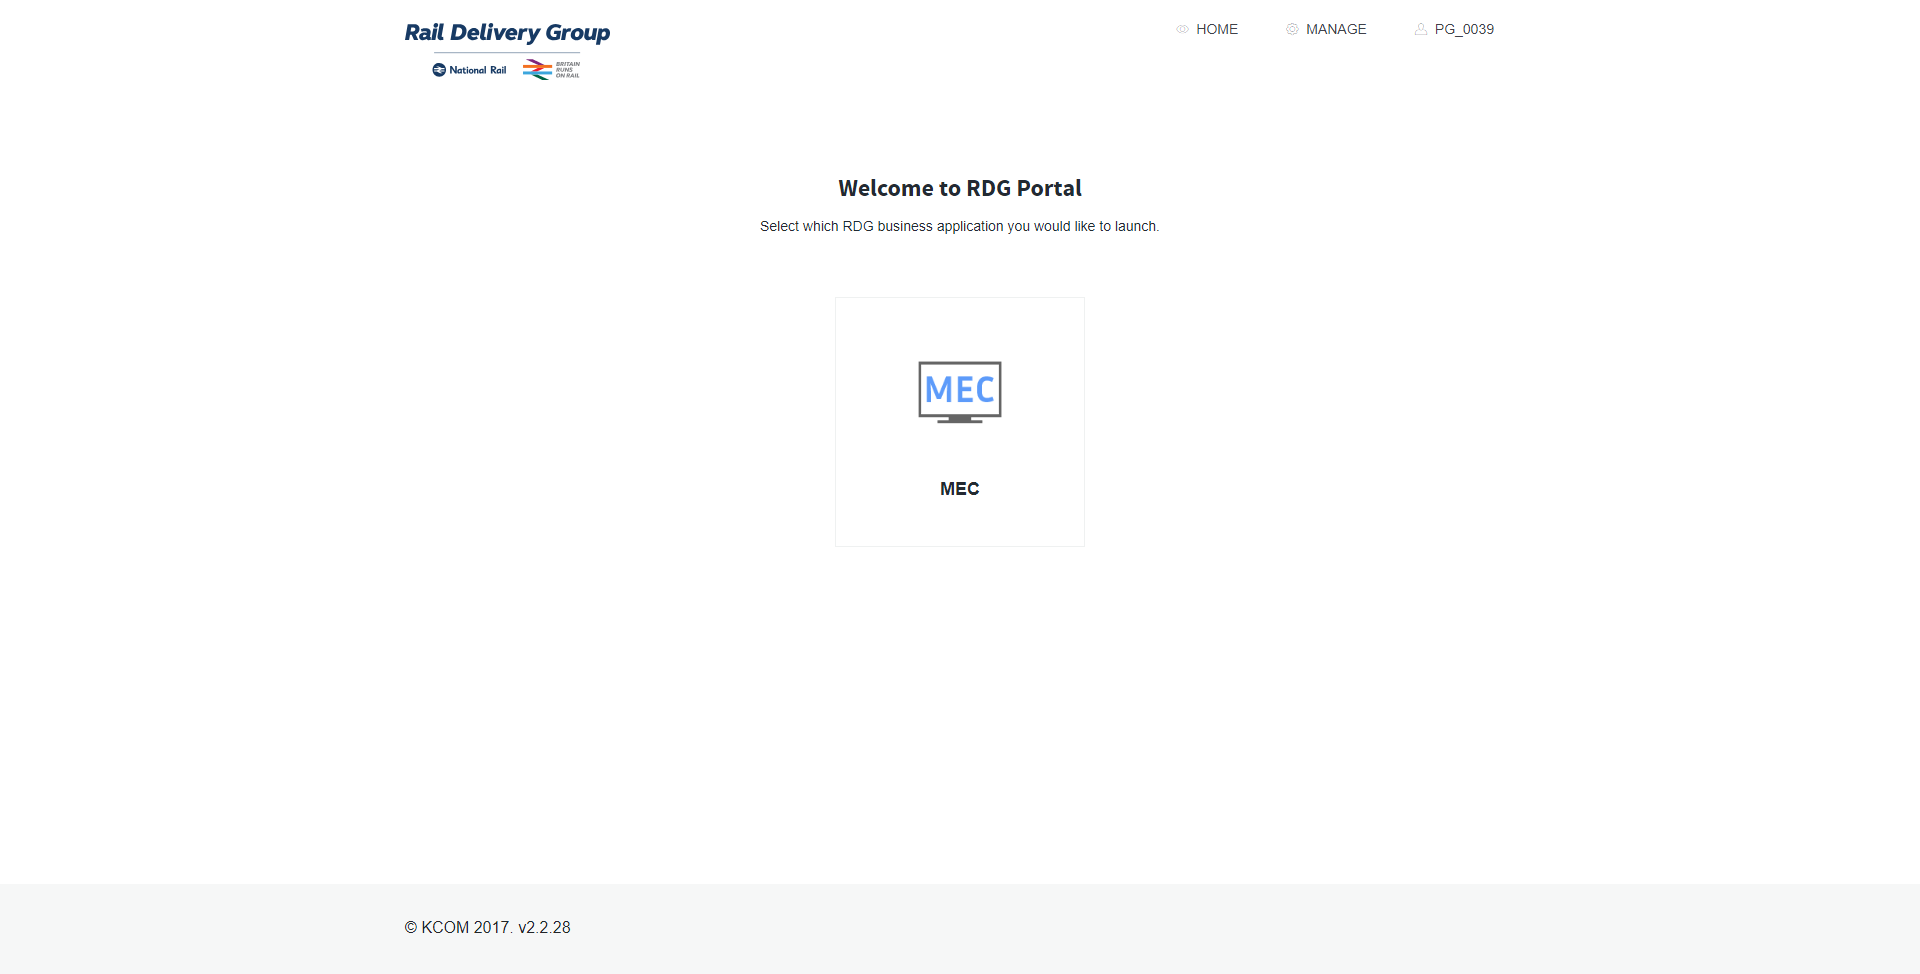 Rail Delivery Group
National Rail
BRITAIN
RUNS
ON RAIL
HOME
MANAGE
PG_0039
Welcome to RDG Portal
Select which RDG business application you would like to launch.
MEC
MEC
© KCOM 2017. v2.2.28